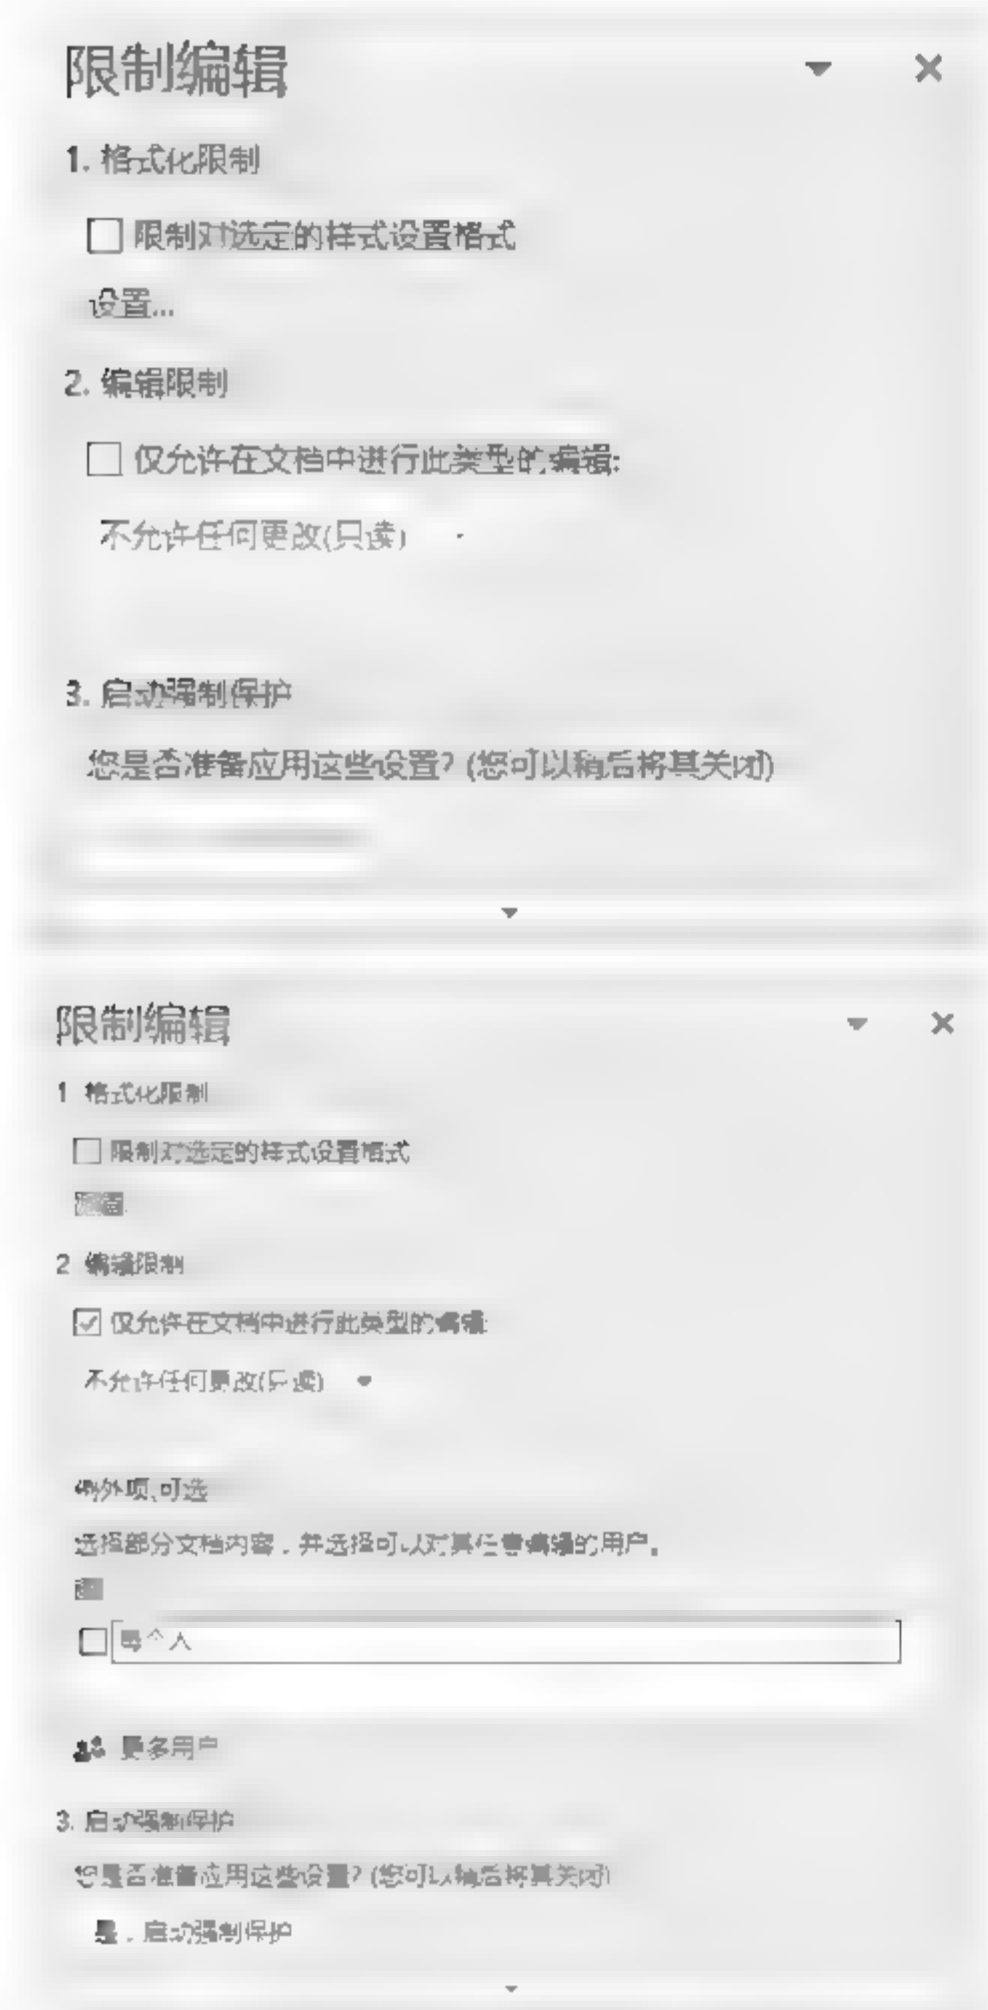 限制编辑
1. 格式化限制
限制对选定的样式设置格式
设置...
2. 编辑限制
仅允许在文档中进行此类型的编辑:
不允许任何更改(只读)
3. 启动强制保护
您是否准备应用这些设置? (您可以稍后将其关闭)
限制编辑
1 格式化限制
限制对选定的样式设置格式
2 编辑限制
仅允许在文档中进行此类型的编辑
不允许任何更改(只读)
例外项 可选
选择部分文档内容，并选择可以对其任意编辑的用户。
每个人
更多用户
3. 启动强制保护
您是否准备应用这些设置? (您可以稍后将其关闭)
是，启动强制保护